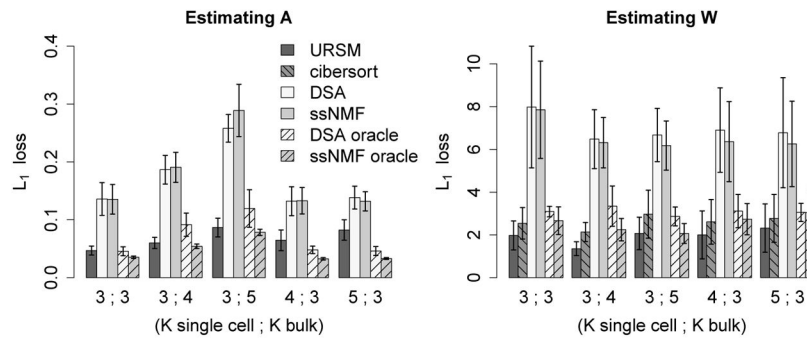 Estimating A
L1 loss
0.4
0.3
0.2
0.1
0.0
URSM
cibersort
DSA
ssNMF
DSA oracle
ssNMF oracle
3 ; 3 3 ; 4 3 ; 5 4 ; 3 5 ; 3
(K single cell ; K bulk)
Estimating W
L1 loss
10
8
6
4
2
0
3 ; 3 3 ; 4 3 ; 5 4 ; 3 5 ; 3
(K single cell ; K bulk)